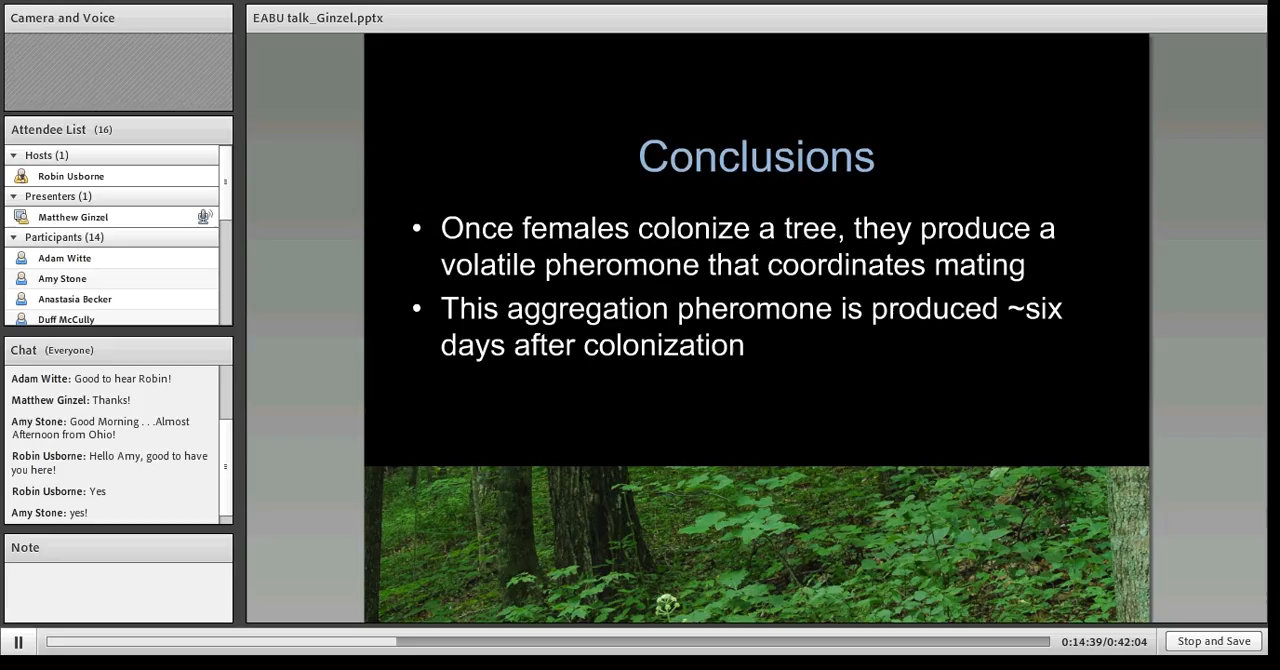 Camera and Voice
Attendee List (16)
Hosts (1)
Robin Usborne
Presenters (1)
Matthew Ginzel
Participants (14)
Adam Witte
Amy Stone
Anastasia Becker
Duff McCully
Chat (Everyone)
Adam Witte: Good to hear Robin!
Matthew Ginzel: Thanks!
Amy Stone: Good Morning . . .Almost
Afternoon from Ohio!
Robin Usborne: Hello Amy, good to have
you here!
Robin Usborne: Yes
Amy Stone: yes!
Note
EABU talk_Ginzel.pptx
Conclusions
• Once females colonize a tree, they produce a
volatile pheromone that coordinates mating
• This aggregation pheromone is produced ~six
days after colonization
0:14:39/0:42:04
Stop and Save